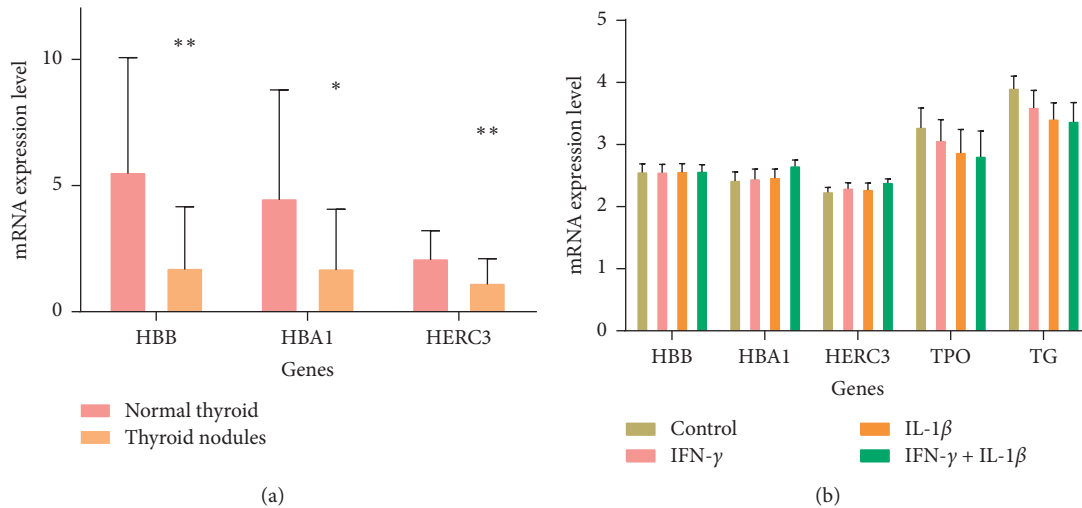 mRNA expression level
10
5
0
**
*
**
HBB
HBA1
HERC3
Genes
Normal thyroid
Thyroid nodules
(a)
mRNA expression level
5
4
3
2
1
0
HBB
HBA1
HERC3
TPO
TG
Genes
Control
IFN-γ
IL-1β
IFN-γ + IL-1β
(b)